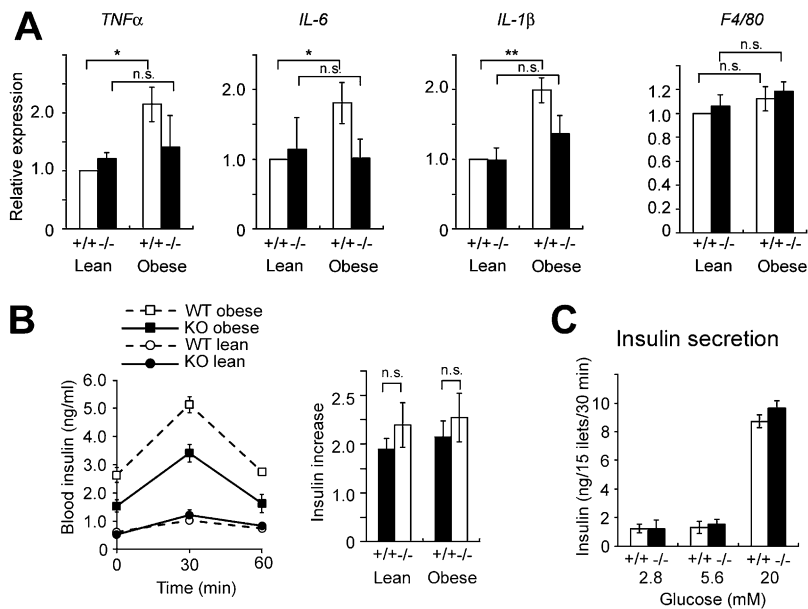 A
TNFα
IL-6
IL-1β
F4/80
Relative expression
* n.s.
2.0
1.0
0
+/+ -/- +/+ -/-
Lean Obese
* n.s.
2.0
1.0
0
+/+ -/- +/+ -/-
Lean Obese
** n.s.
2.0
1.0
0
+/+ -/- +/+ -/-
Lean Obese
n.s.
n.s.
1.2
1.0
0.8
0.6
0.4
0.2
0
+/+ -/- +/+ -/-
Lean Obese
B
WT obese
KO obese
WT lean
KO lean
Blood insulin (ng/ml)
6.0
5.0
4.0
3.0
2.0
1.0
0
0 30 60
Time (min)
Insulin increase
n.s. n.s.
2.5
2.0
1.0
0
+/+ -/- +/+ -/-
Lean Obese
C
Insulin secretion
Insulin (ng/15 ilets/30 min)
10
8
6
4
2
0
+/+ -/- +/+ -/- +/+ -/-
2.8 5.6 20
Glucose (mM)